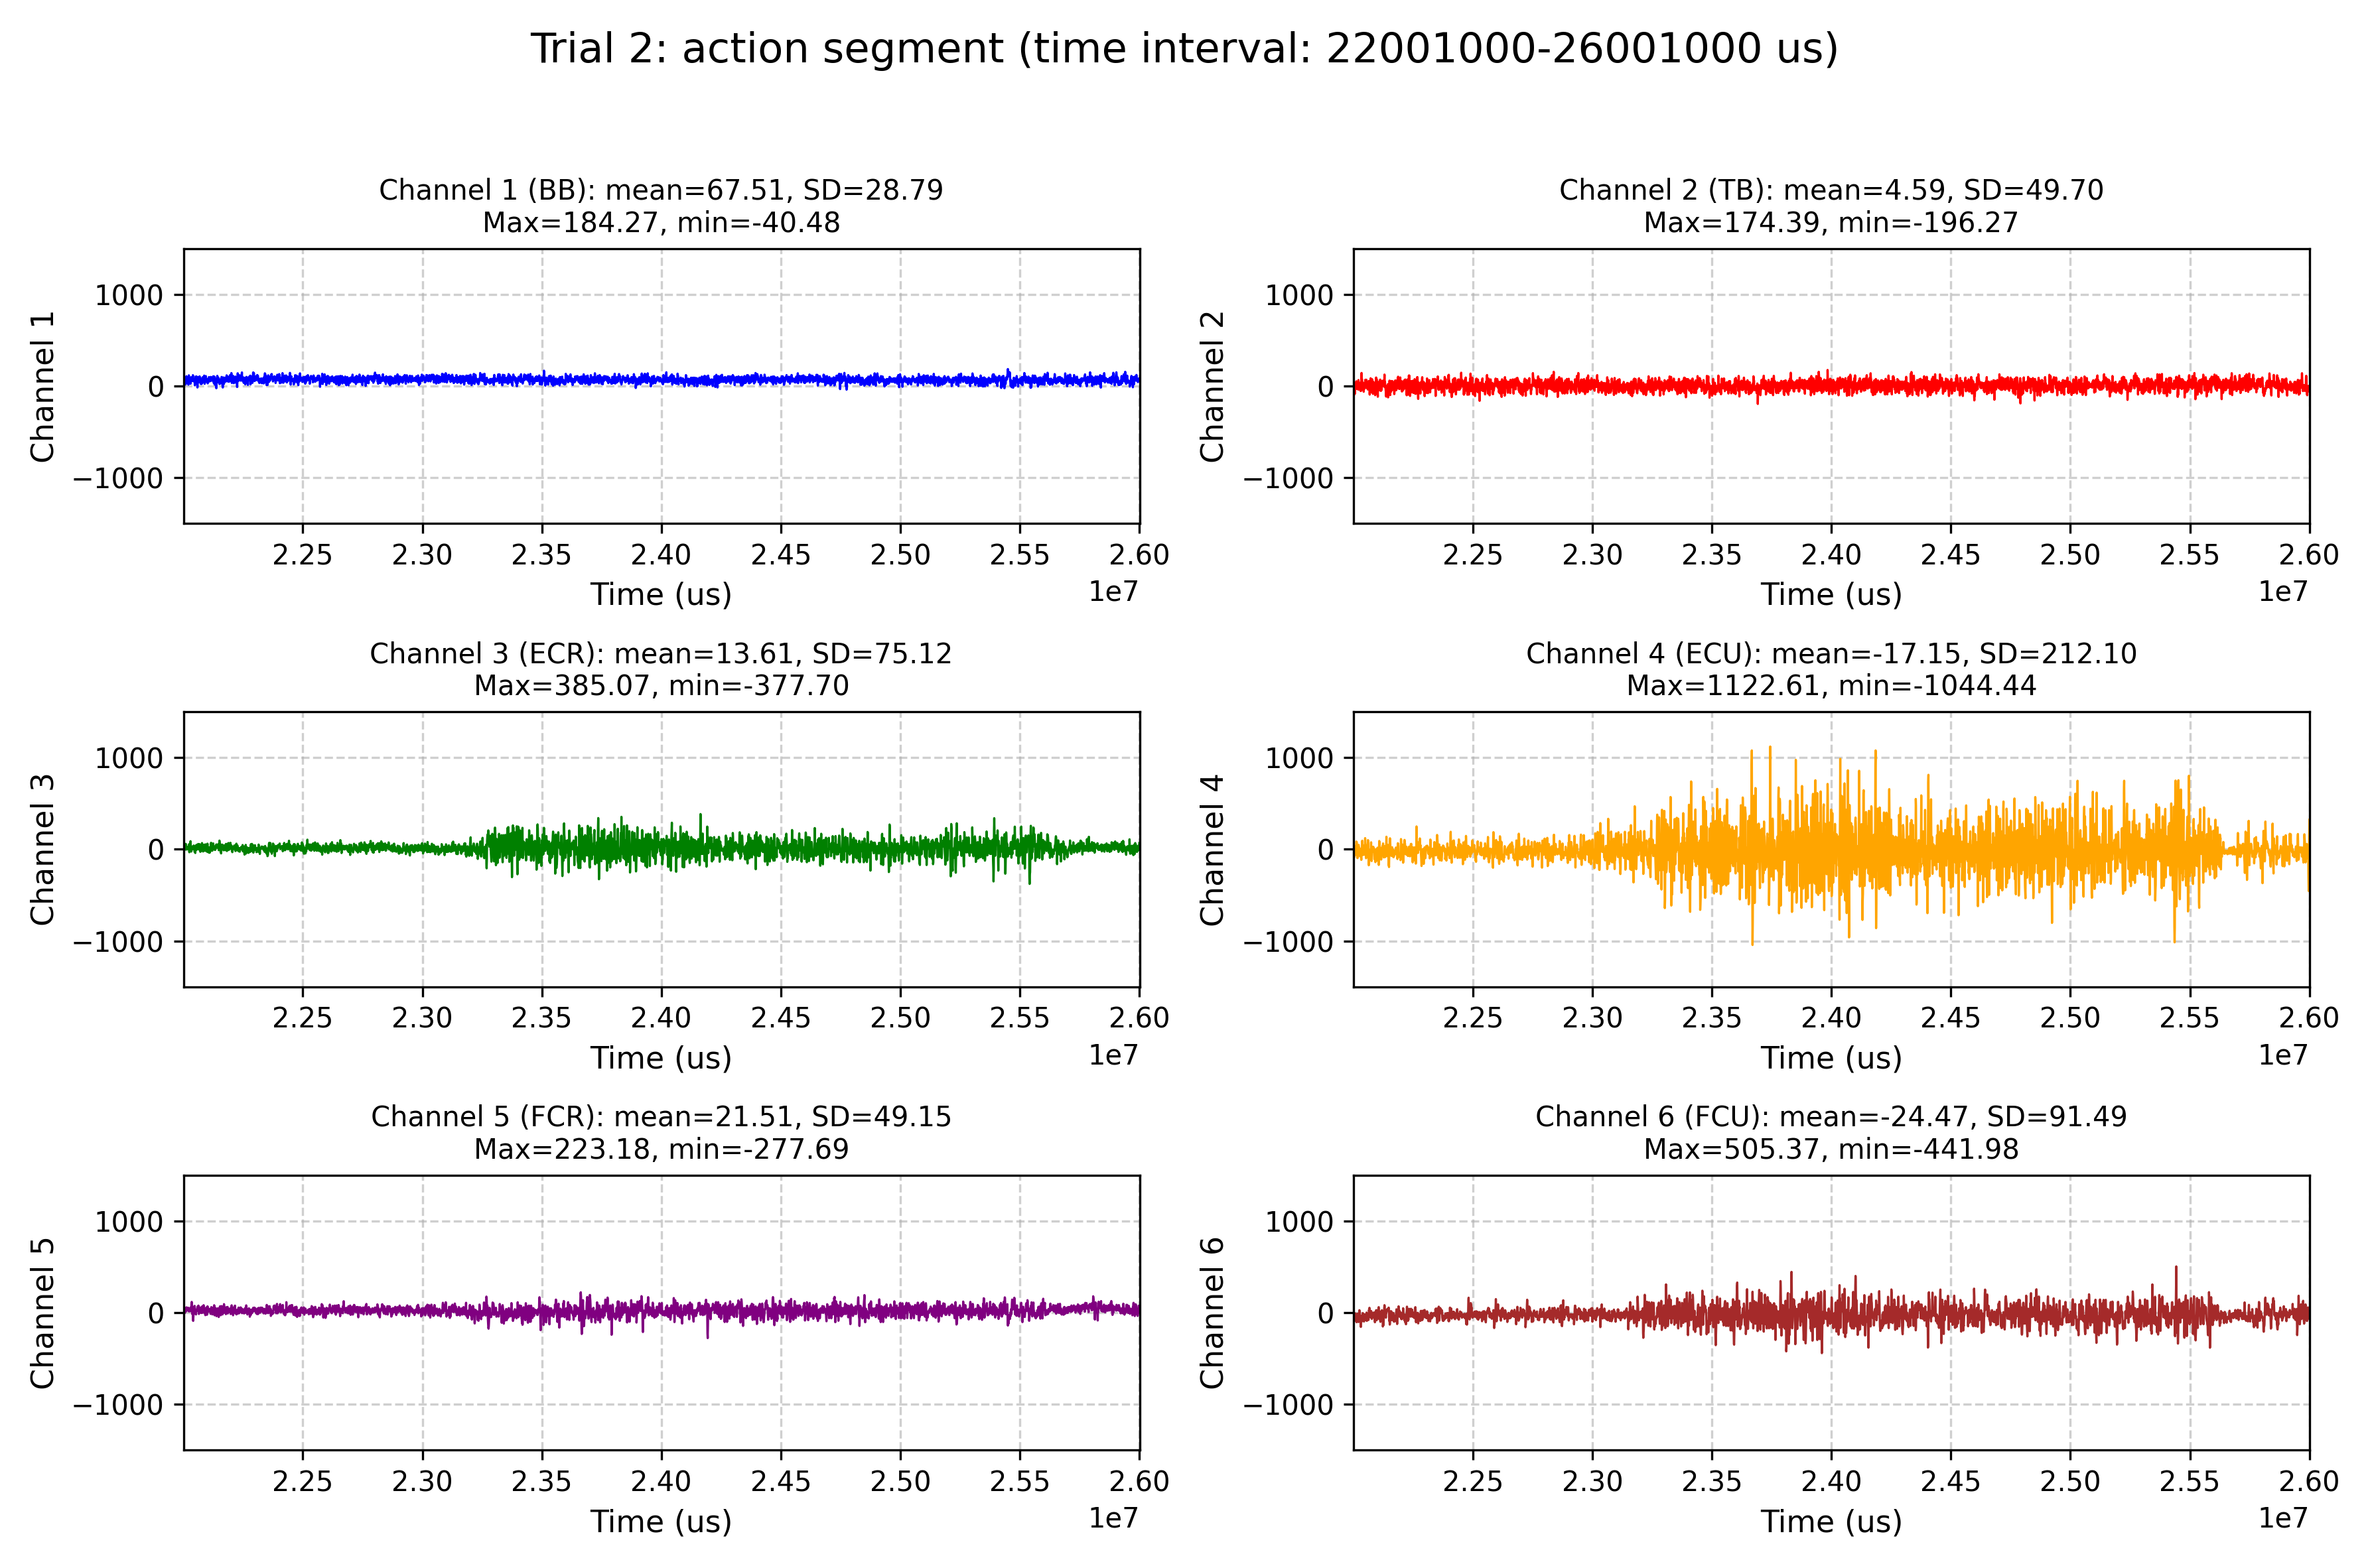 Trial 2: action segment (time interval: 22001000-26001000 us)
Channel 1 (BB): mean=67.51, SD=28.79
Max=184.27, min=-40.48
Channel 1
1000
0
−1000
2.25 2.30 2.35 2.40 2.45 2.50 2.55 2.60
1e7
Time (us)
Channel 2 (TB): mean=4.59, SD=49.70
Max=174.39, min=-196.27
Channel 2
1000
0
−1000
2.25 2.30 2.35 2.40 2.45 2.50 2.55 2.60
1e7
Time (us)
Channel 3 (ECR): mean=13.61, SD=75.12
Max=385.07, min=-377.70
Channel 3
1000
0
−1000
2.25 2.30 2.35 2.40 2.45 2.50 2.55 2.60
1e7
Time (us)
Channel 4 (ECU): mean=-17.15, SD=212.10
Max=1122.61, min=-1044.44
Channel 4
1000
0
−1000
2.25 2.30 2.35 2.40 2.45 2.50 2.55 2.60
1e7
Time (us)
Channel 5 (FCR): mean=21.51, SD=49.15
Max=223.18, min=-277.69
Channel 5
1000
0
−1000
2.25 2.30 2.35 2.40 2.45 2.50 2.55 2.60
1e7
Time (us)
Channel 6 (FCU): mean=-24.47, SD=91.49
Max=505.37, min=-441.98
Channel 6
1000
0
−1000
2.25 2.30 2.35 2.40 2.45 2.50 2.55 2.60
1e7
Time (us)